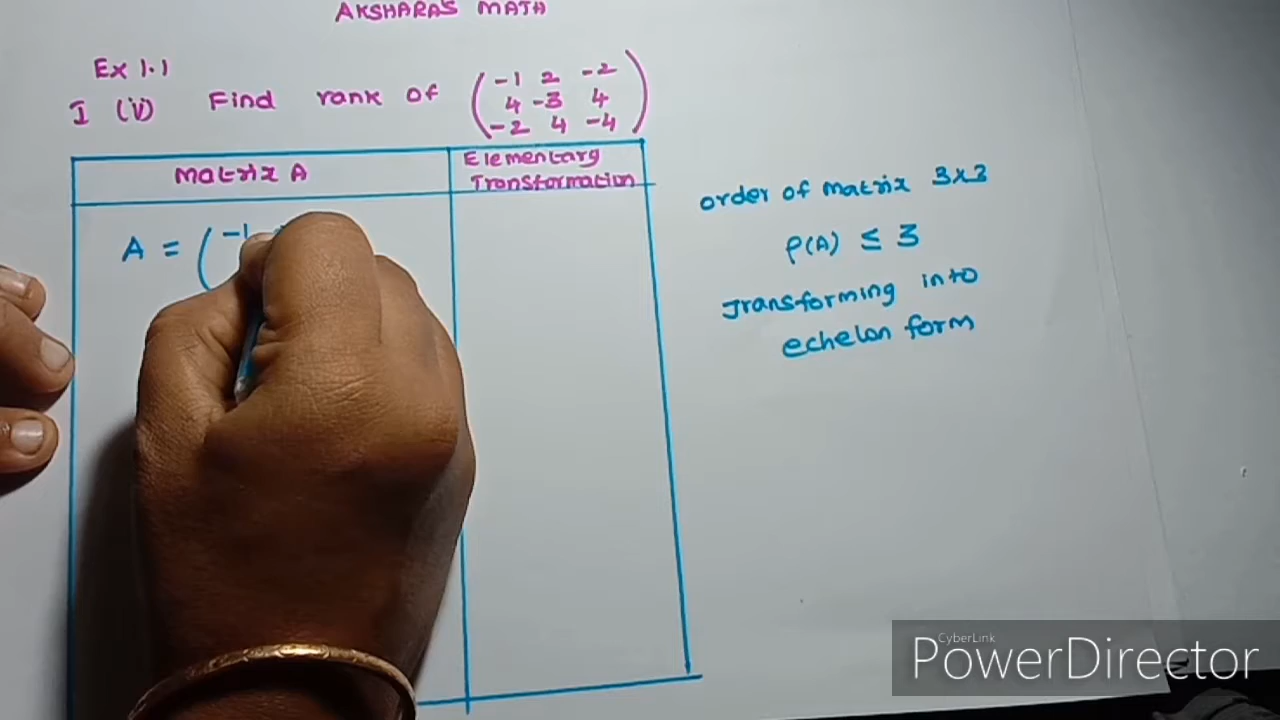 AKSHARAS MATH
Ex 1.1
I (v) Find rank of
-1 2 -2
4 -3 4
-2 4 -4
Matrix A
Elementary
Transformation
A = ( -1
order of matrix 3x3
ρ(A) ≤ 3
Transforming into
echelon form
CyberLink
PowerDirector